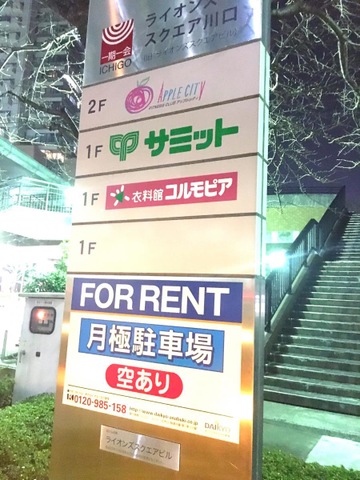 一期一会
ICHIGO
ライオンズ
スクエア川口
2F
APPLE CITY
1F
サミット
1F
衣料館 コルモピア
1F
FOR RENT
月極駐車場
空あり
0120-985-158
ライオンズスクエアビル